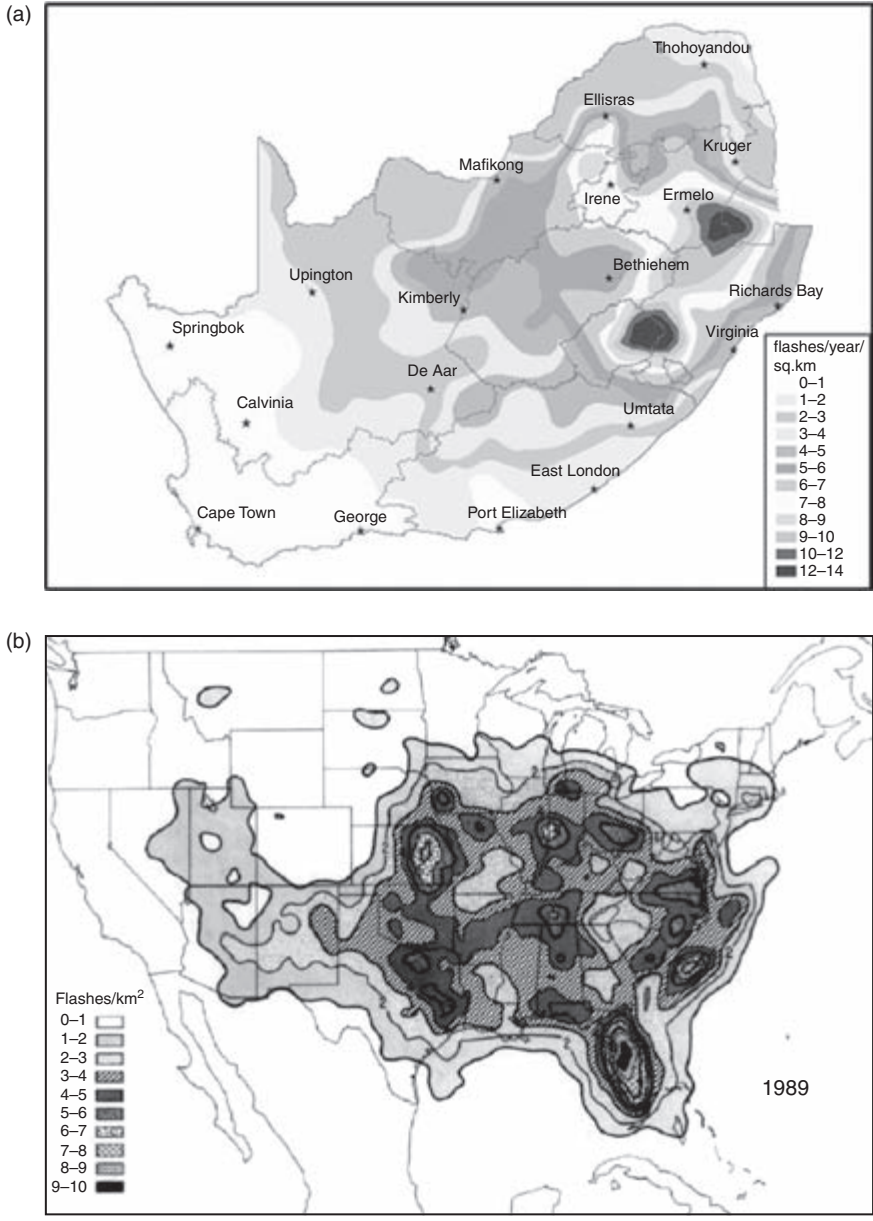 (a)
Thohoyandou
Ellisras
Kruger
Mafikong
Irene
Ermelo
Bethiehem
Upington
Kimberly
Richards Bay
Springbok
Virginia
De Aar
Calvinia
Umtata
East London
Cape Town
George
Port Elizabeth
flashes/year/
sq.km
0–1
1–2
2–3
3–4
4–5
5–6
6–7
7–8
8–9
9–10
10–12
12–14
(b)
Flashes/km²
0–1
1–2
2–3
3–4
4–5
5–6
6–7
7–8
8–9
9–10
1989